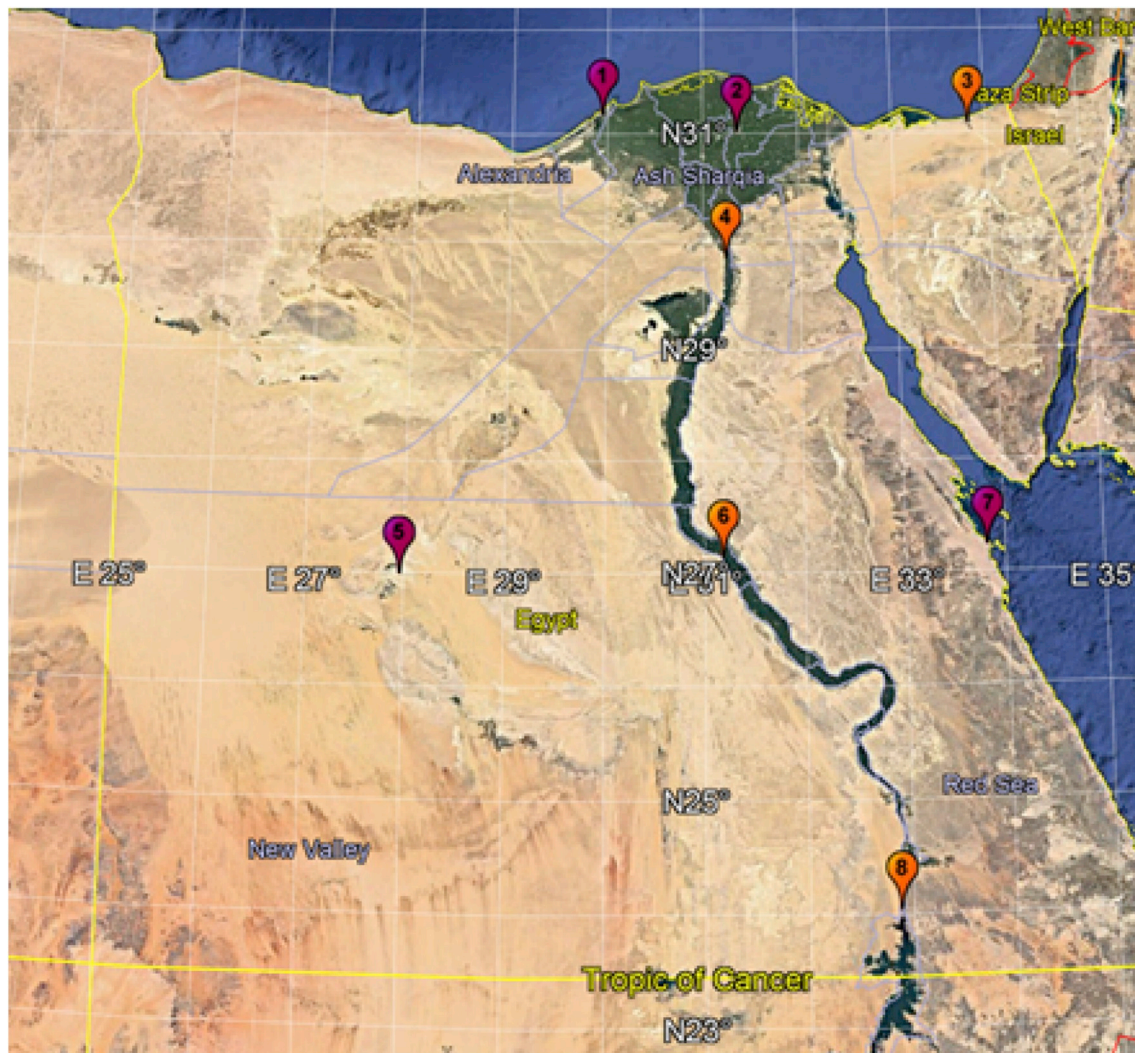 West Ban
1
2
3
aza Strip
N31°
Israel
Alexandria
Ash Sharqia
4
N29°
5
6
7
E 25°
E 27°
E 29°
N27°
E 31°
E 33°
E 35°
Egypt
Red Sea
N25°
New Valley
8
Tropic of Cancer
N23°